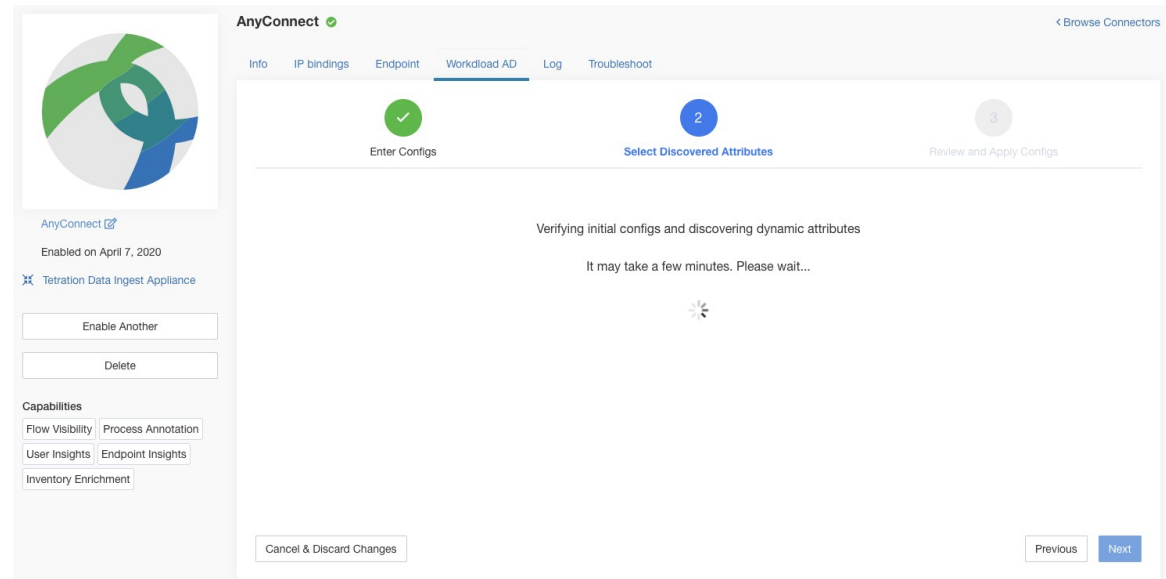 AnyConnect
< Browse Connectors
Info IP bindings Endpoint Workdload AD Log Troubleshoot
2
3
Enter Configs
Select Discovered Attributes
Review and Apply Configs
Verifying initial configs and discovering dynamic attributes
It may take a few minutes. Please wait...
AnyConnect
Enabled on April 7, 2020
Tetration Data Ingest Appliance
Enable Another
Delete
Capabilities
Flow Visibility Process Annotation
User Insights Endpoint Insights
Inventory Enrichment
Cancel & Discard Changes
Previous Next